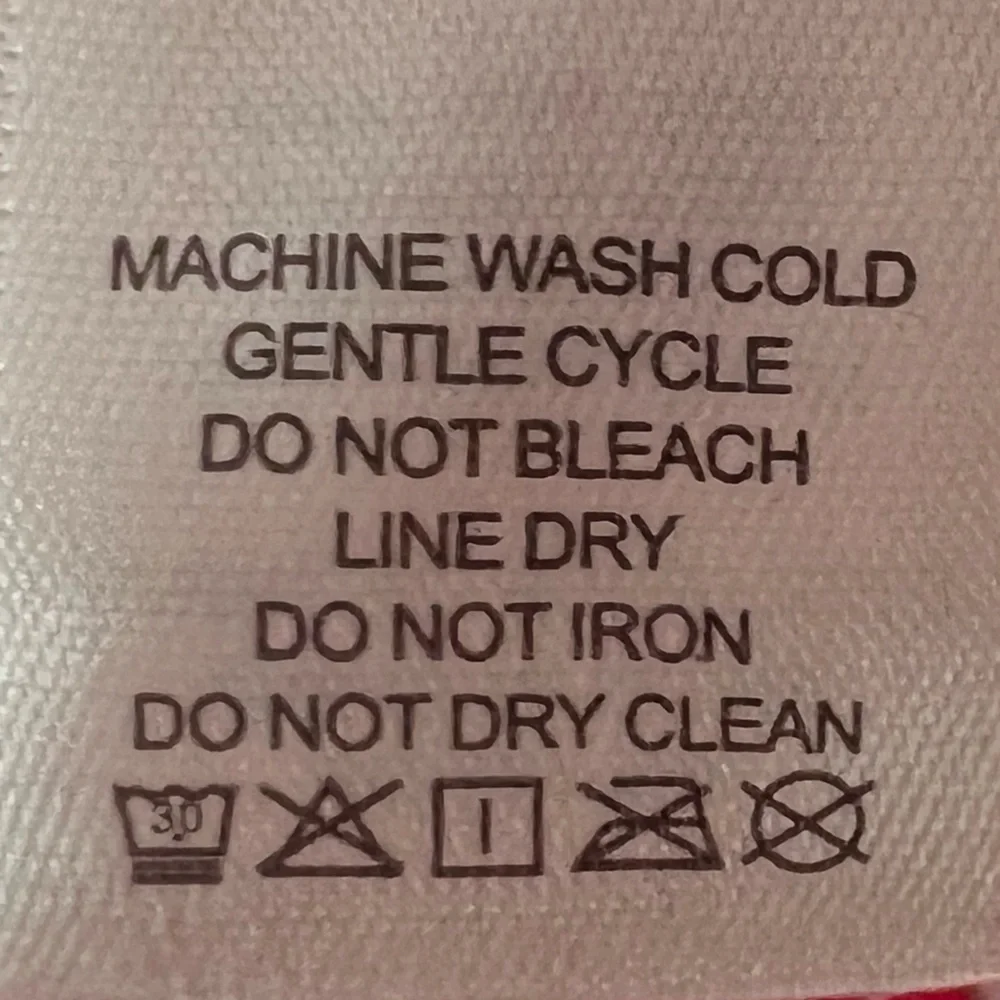 MACHINE WASH COLD
GENTLE CYCLE
DO NOT BLEACH
LINE DRY
DO NOT IRON
DO NOT DRY CLEAN
30